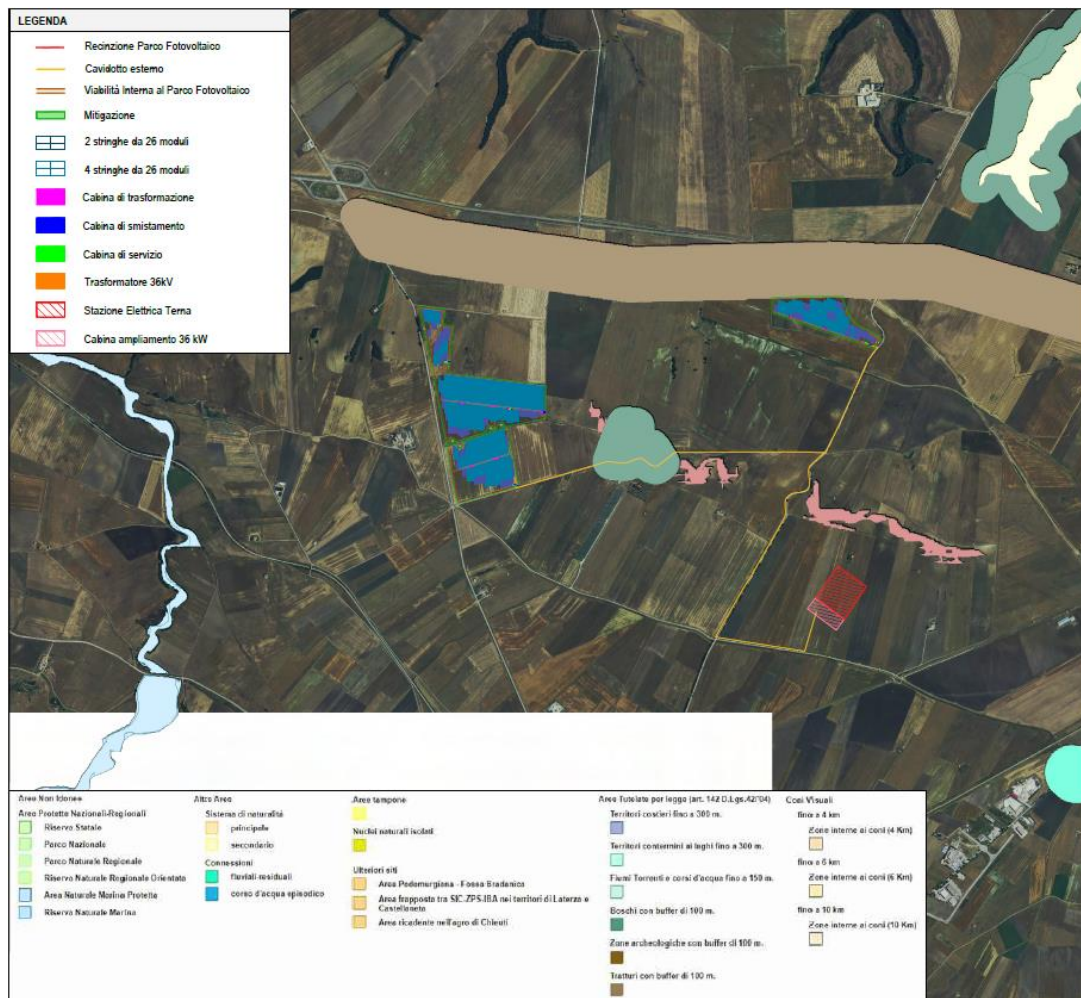 LEGENDA
Recinzione Parco Fotovoltaico
Cavidotto esterno
Viabilità Interna al Parco Fotovoltaico
Mitigazione
2 stringhe da 26 moduli
4 stringhe da 26 moduli
Cabina di trasformazione
Cabina di smistamento
Cabina di servizio
Trasformatore 36kV
Stazione Elettrica Terna
Cabina ampliamento 36 kW
Aree Non Idonee
Aree Protette Nazionali-Regionali
Riserva Statale
Parco Nazionale
Parco Naturale Regionale
Riserva Naturale Regionale Orientato
Area Naturale Marina Protetta
Riserva Naturale Marina
Altre Aree
Sistema di naturalità
principale
secondario
Connessioni
fluviali-residuali
corso d'acqua episodico
Aree tampone
Nuclei naturali isolati
Ulteriori siti
Area Pedemurgiana - Fossa Bradanica
Area frapposta tra SIC-ZPS-IBA nei territori di Laterza e
Castellaneta
Area ricadente nell'agro di Chieuti
Aree Tutelate per legge (art. 142 D.Lgs.42/'04)
Territori costieri fino a 300 m.
Territori contermini ai laghi fino a 300 m.
Fiumi Torrenti e corsi d'acqua fino a 150 m.
Boschi con buffer di 100 m.
Zone archeologiche con buffer di 100 m.
Tratturi con buffer di 100 m.
Coni Visuali
fino a 4 km
Zone interne ai coni (4 Km)
fino a 6 km
Zone interne ai coni (6 Km)
fino a 10 km
Zone interne ai coni (10 Km)